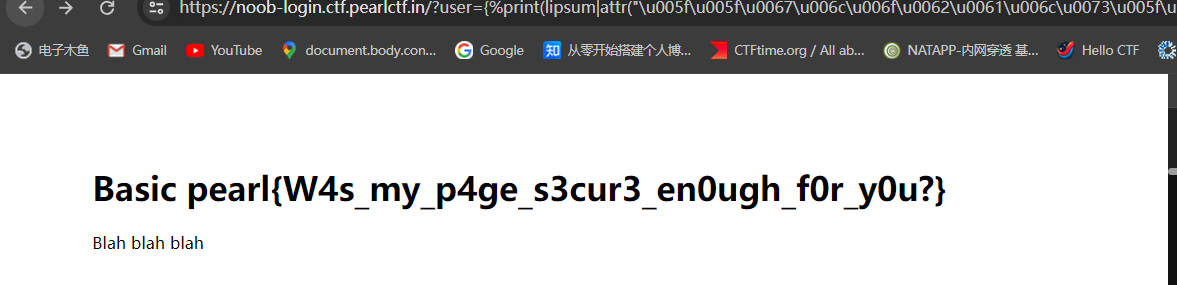 https://noob-login.ctf.pearlctf.in/?user={%print(lipsum|attr("\u005f\u005f\u0067\u006c\u006f\u0062\u0061\u006c\u0073\u005f\u
电子木鱼 Gmail YouTube document.body.con... Google 从零开始搭建个人博... CTFtime.org / All ab... NATAPP-内网穿透 基... Hello CTF
Basic pearl{W4s_my_p4ge_s3cur3_en0ugh_f0r_y0u?}
Blah blah blah